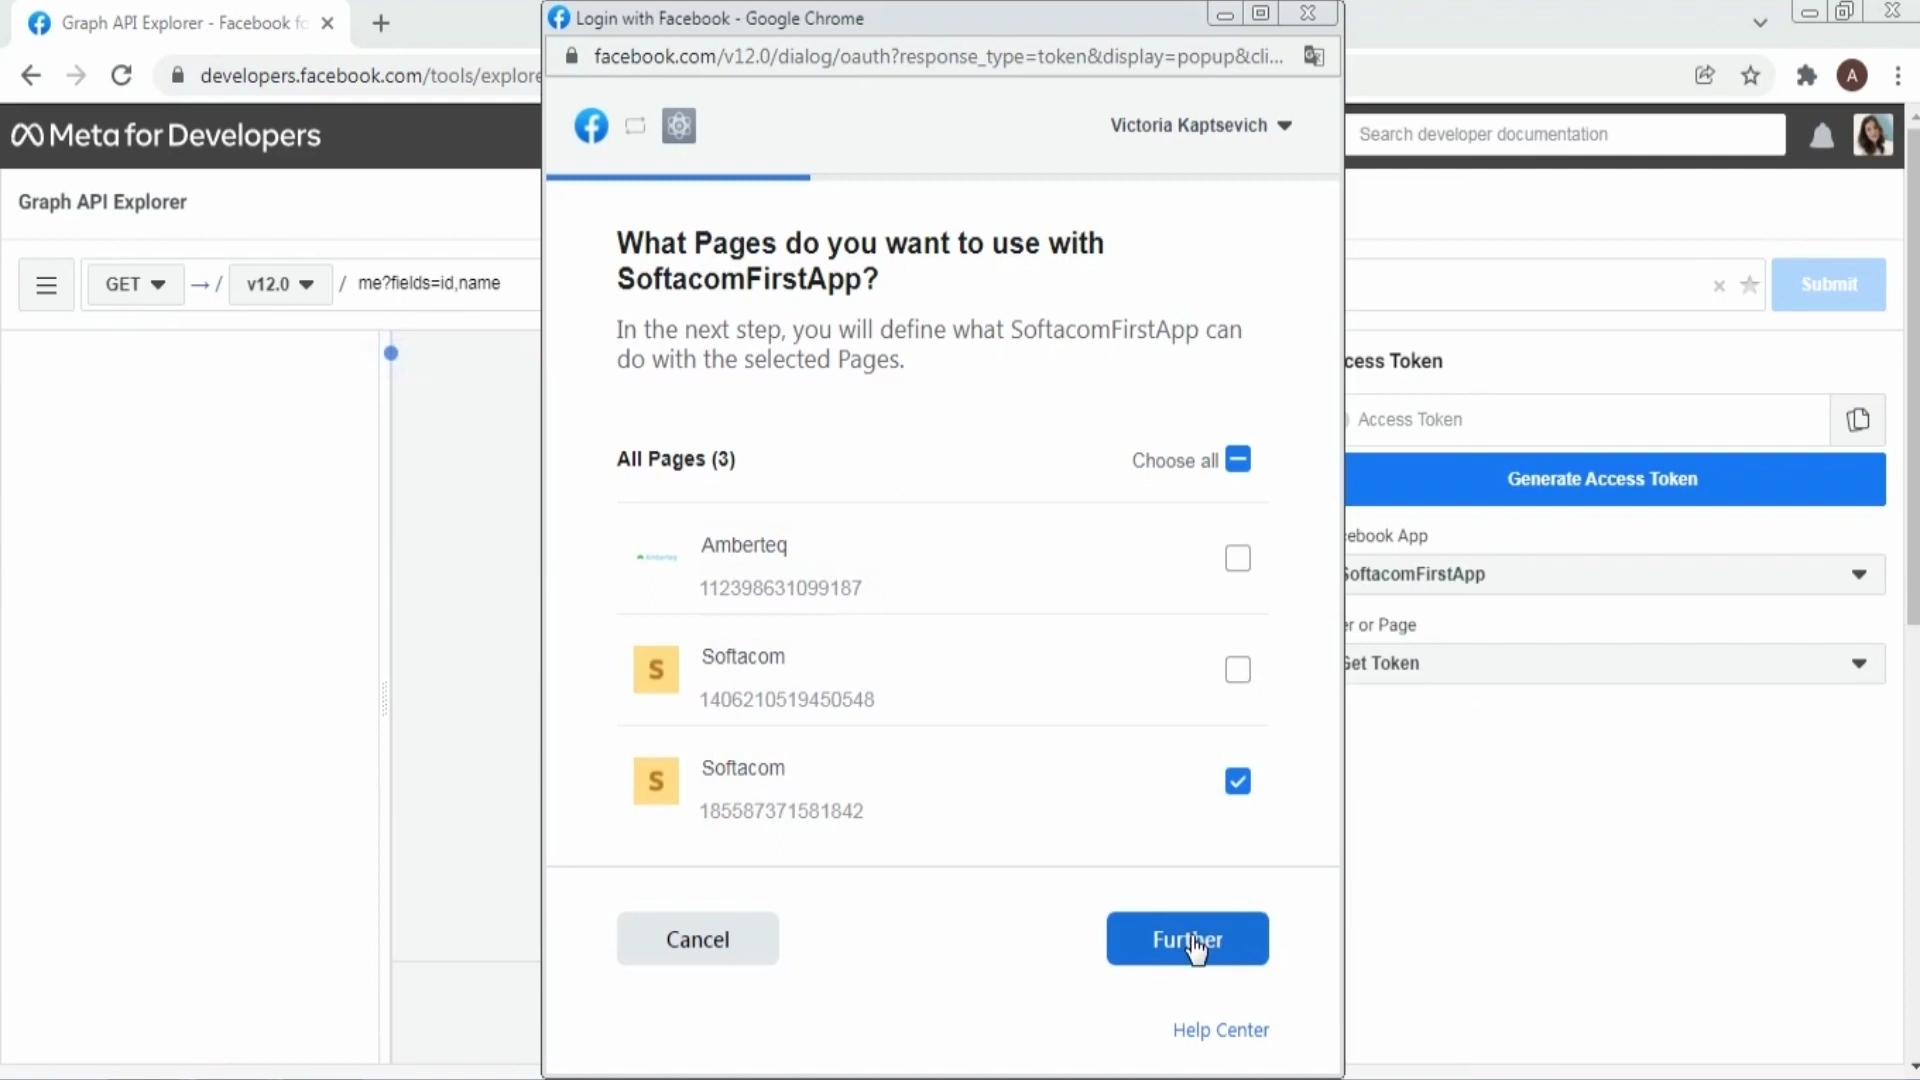 Graph API Explorer - Facebook fo
Login with Facebook - Google Chrome
developers.facebook.com/tools/explore
facebook.com/v12.0/dialog/oauth?response_type=token&display=popup&cli...
A
Meta for Developers
Victoria Kaptsevich
Search developer documentation
Graph API Explorer
GET → / v12.0 / me?fields=id,name
Submit
What Pages do you want to use with
SoftacomFirstApp?
In the next step, you will define what SoftacomFirstApp can
do with the selected Pages.
All Pages (3)
Choose all
Amberteq
Amberteq
112398631099187
S
Softacom
1406210519450548
S
Softacom
185587371581842
Cancel
Further
Help Center
cess Token
Access Token
Generate Access Token
ebook App
SoftacomFirstApp
er or Page
Get Token